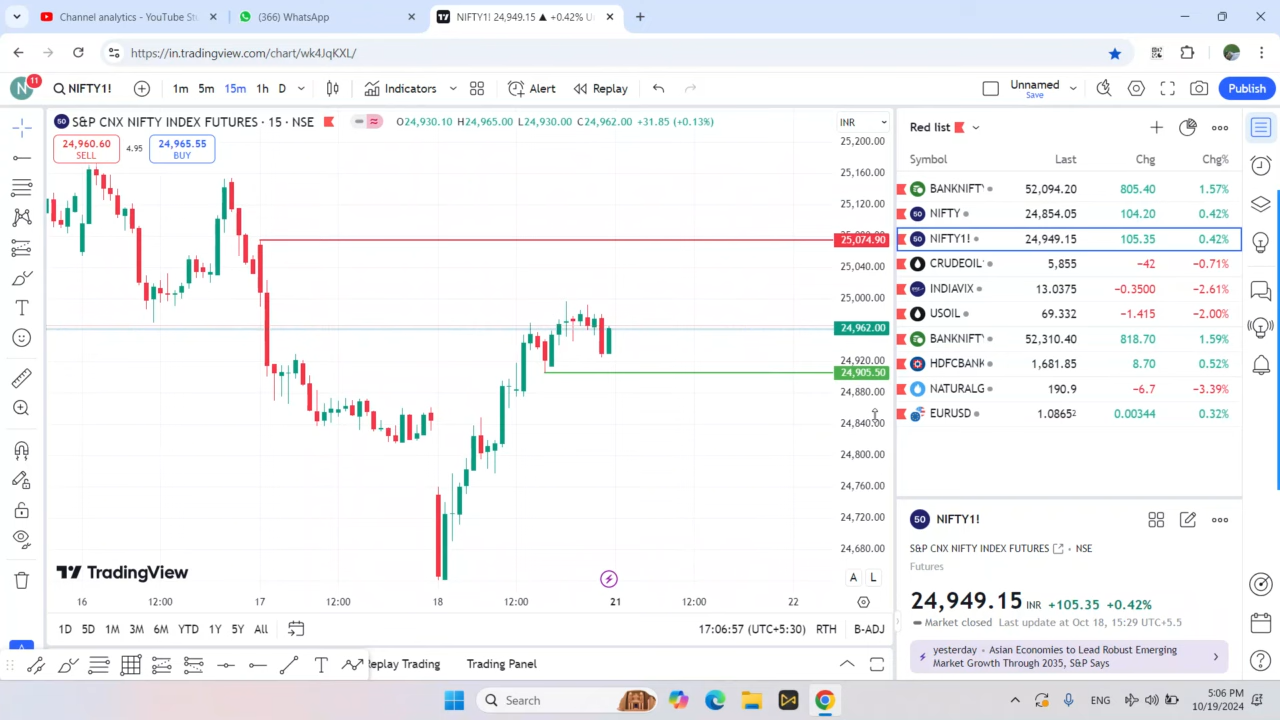 Channel analytics - YouTube St
(366) WhatsApp
NIFTY1! 24,949.15 ▲ +0.42% U
https://in.tradingview.com/chart/wk4JqKXL/
N 11
NIFTY1!
1m 5m 15m 1h D
Indicators
Alert
Replay
Unnamed
Save
Publish
50 S&P CNX NIFTY INDEX FUTURES · 15 · NSE
O24,930.10 H24,965.00 L24,930.00 C24,962.00 +31.85 (+0.13%)
INR
24,960.60
SELL
4.95
24,965.55
BUY
25,200.00
25,160.00
25,120.00
25,074.90
25,040.00
25,000.00
24,962.00
24,920.00
24,905.50
24,880.00
24,840.00
24,800.00
24,760.00
24,720.00
24,680.00
TradingView
A L
16 12:00 17 12:00 18 12:00 21 12:00 22
1D 5D 1M 3M 6M YTD 1Y 5Y All
17:06:57 (UTC+5:30) RTH B-ADJ
eplay Trading
Trading Panel
Red list
Symbol Last Chg Chg%
BANKNIFTY 52,094.20 805.40 1.57%
50 NIFTY 24,854.05 104.20 0.42%
50 NIFTY1! 24,949.15 105.35 0.42%
CRUDEOIL 5,855 −42 −0.71%
INDIAVIX 13.0375 −0.3500 −2.61%
USOIL 69.332 −1.415 −2.00%
BANKNIFTY 52,310.40 818.70 1.59%
HDFCBANK 1,681.85 8.70 0.52%
NATURALG 190.9 −6.7 −3.39%
EURUSD 1.0865² 0.00344 0.32%
50 NIFTY1!
S&P CNX NIFTY INDEX FUTURES • NSE
Futures
24,949.15 INR +105.35 +0.42%
Market closed Last update at Oct 18, 15:29 UTC+5.5
yesterday • Asian Economies to Lead Robust Emerging
Market Growth Through 2035, S&P Says
Search
ENG
5:06 PM
10/19/2024